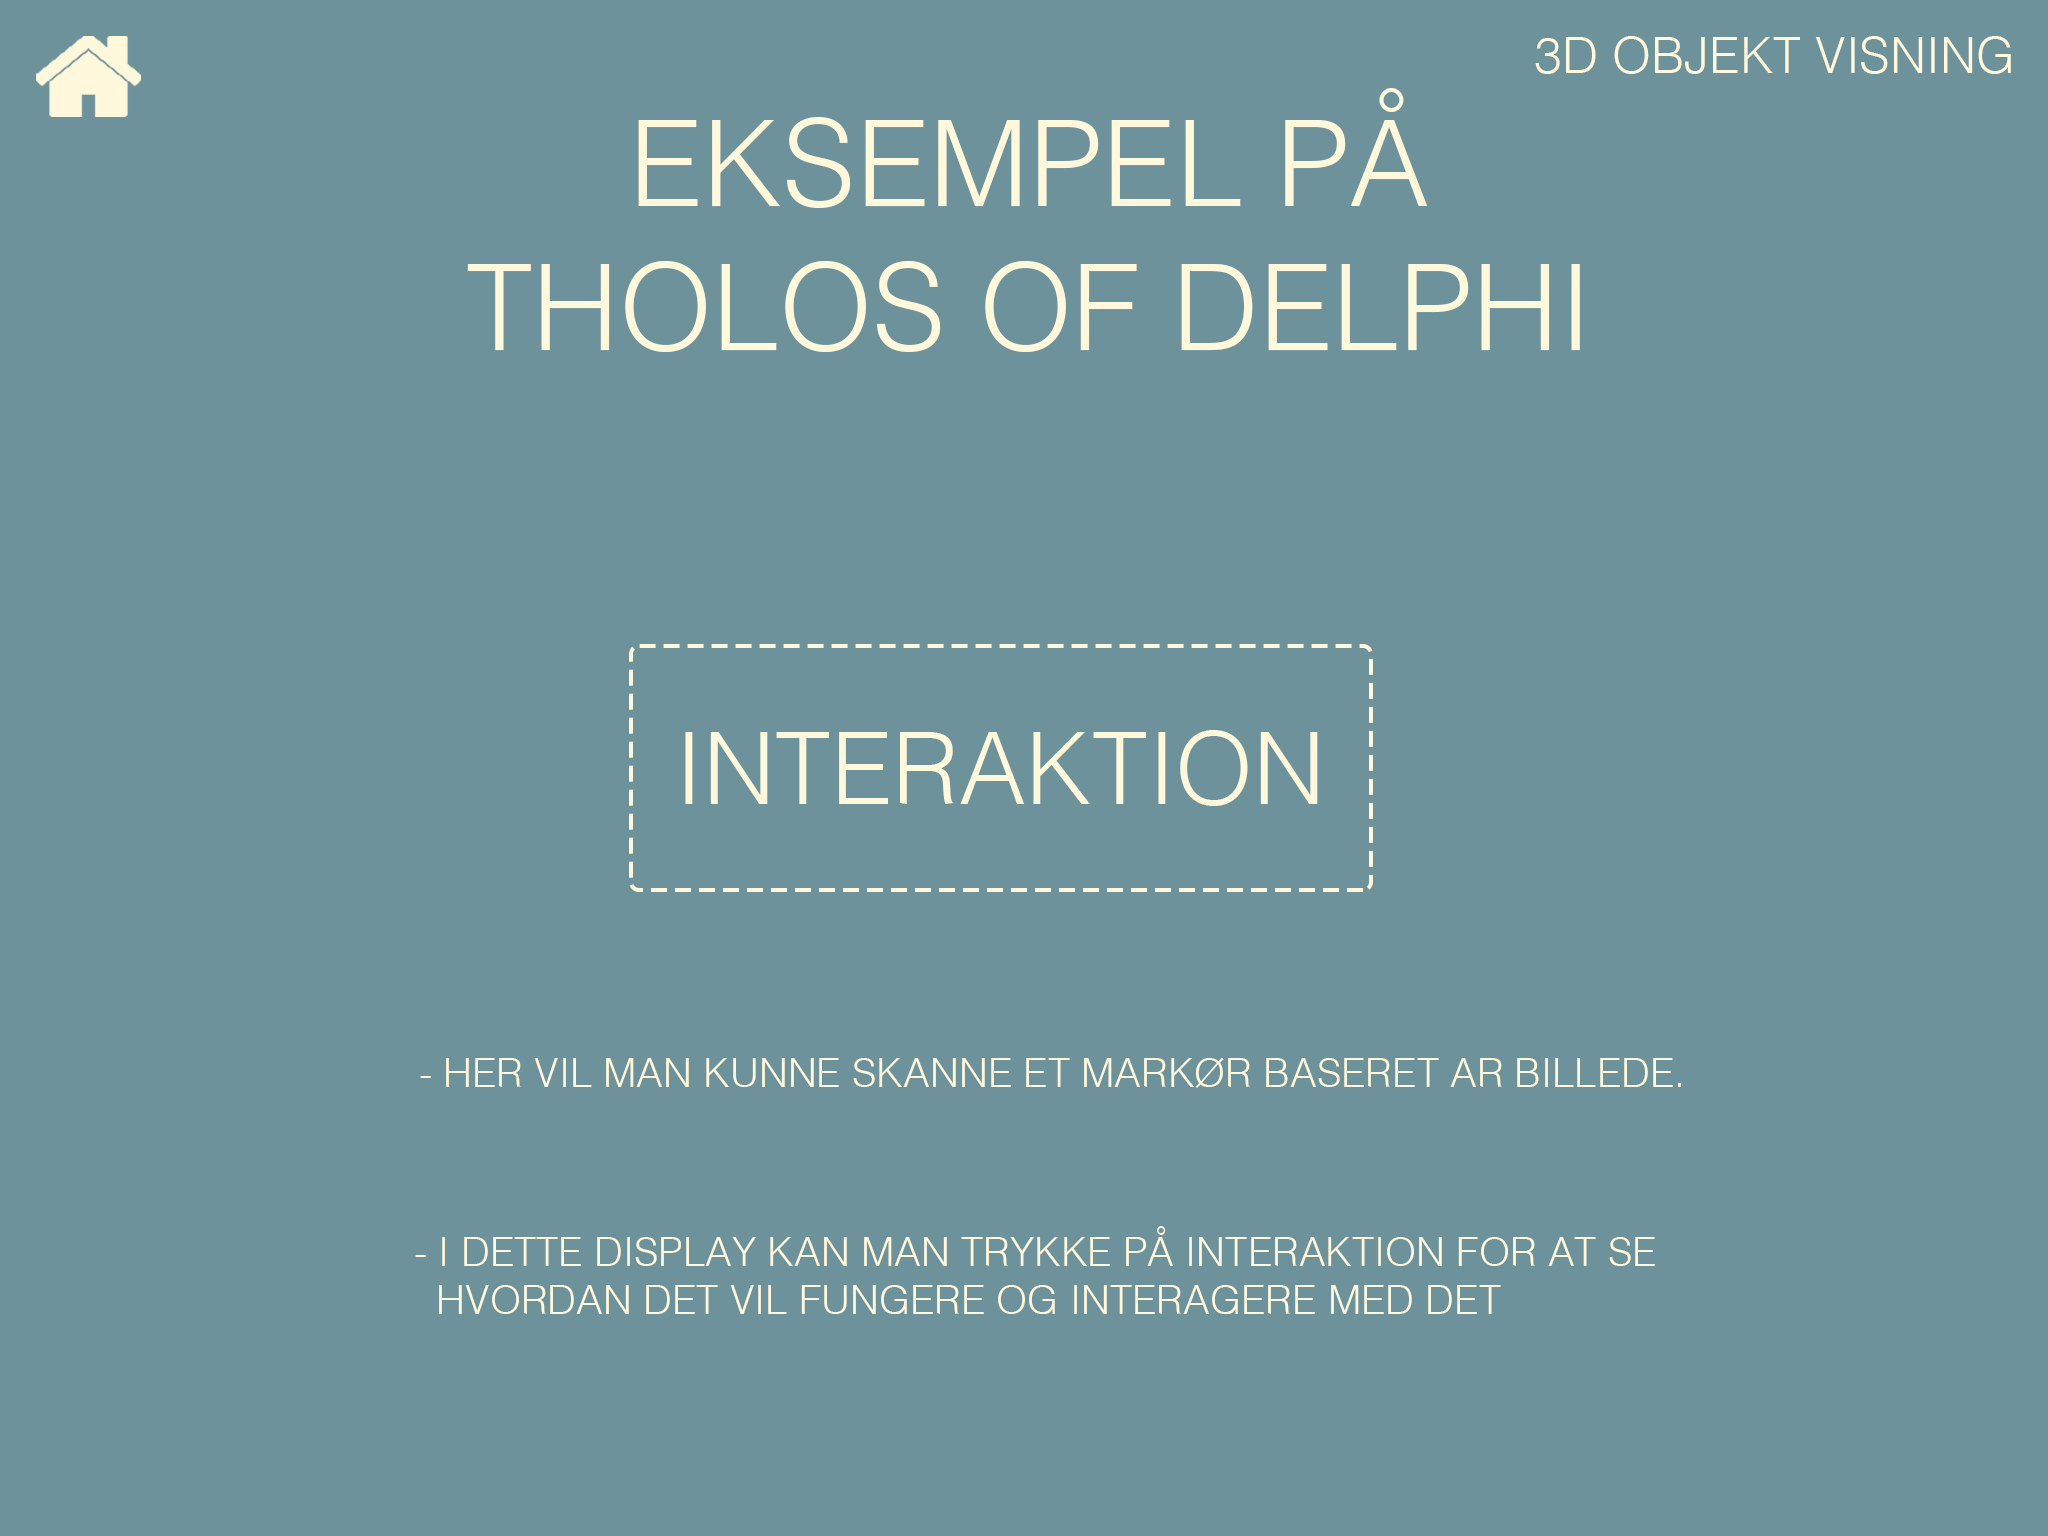 3D OBJEKT VISNING
EKSEMPEL PÅ
THOLOS OF DELPHI
INTERAKTION
- HER VIL MAN KUNNE SKANNE ET MARKØR BASERET AR BILLEDE.
- I DETTE DISPLAY KAN MAN TRYKKE PÅ INTERAKTION FOR AT SE
HVORDAN DET VIL FUNGERE OG INTERAGERE MED DET